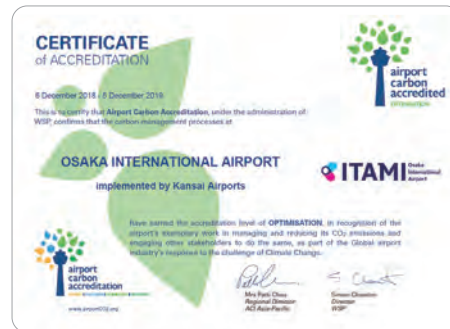 CERTIFICATE
of ACCREDITATION
airport
carbon
accredited
OPTIMISATION
6 December 2018 - 5 December 2019
This is to certify that Airport Carbon Accreditation, under the administration of
WSP, confirms that the carbon management processes at
OSAKA INTERNATIONAL AIRPORT
implemented by Kansai Airports
ITAMI Osaka
International
Airport
have earned the accreditation level of OPTIMISATION, in recognition of the
airport's exemplary work in managing and reducing its CO₂ emissions and
engaging other stakeholders to do the same, as part of the Global airport
industry's response to the challenge of Climate Change.
airport
carbon
accreditation
Regional Director
ACI Asia-Pacific
Director
WSP